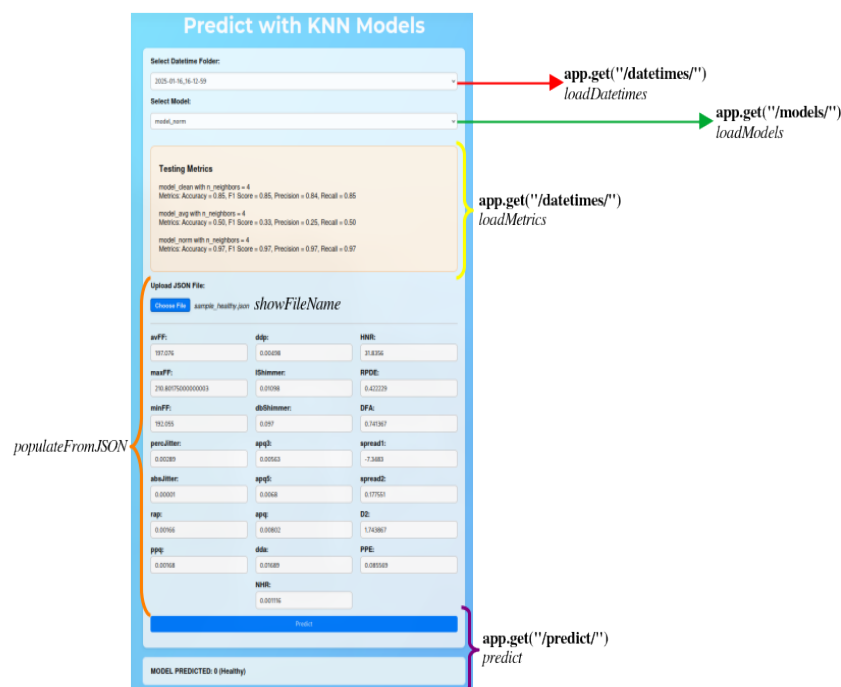 Predict with KNN Models
Select Datetime Folder:
2025-01-16_16-12-59
app.get("/datetimes/")
loadDatetimes
Select Model:
model_norm
app.get("/models/")
loadModels
Testing Metrics
model_clean with n_neighbors = 4
Metrics: Accuracy = 0.85, F1 Score = 0.85, Precision = 0.84, Recall = 0.85
model_avg with n_neighbors = 4
Metrics: Accuracy = 0.50, F1 Score = 0.33, Precision = 0.25, Recall = 0.50
model_norm with n_neighbors = 4
Metrics: Accuracy = 0.97, F1 Score = 0.97, Precision = 0.97, Recall = 0.97
app.get("/datetimes/")
loadMetrics
Upload JSON File:
Choose File sample_healthy.json showFileName
avFF: ddp: HNR:
197.076 0.00498 31.8356
maxFF: lShimmer: RPDE:
210.80175000000003 0.01098 0.422229
minFF: dbShimmer: DFA:
192.055 0.097 0.741367
percJitter: apq3: spread1:
0.00289 0.00563 -7.3483
absJitter: apq5: spread2:
0.00001 0.0068 0.177551
rap: apq: D2:
0.00166 0.00802 1.743867
ppq: dda: PPE:
0.00168 0.01689 0.085569
NHR:
0.001116
populateFromJSON
Predict
app.get("/predict/")
predict
MODEL PREDICTED: 0 (Healthy)